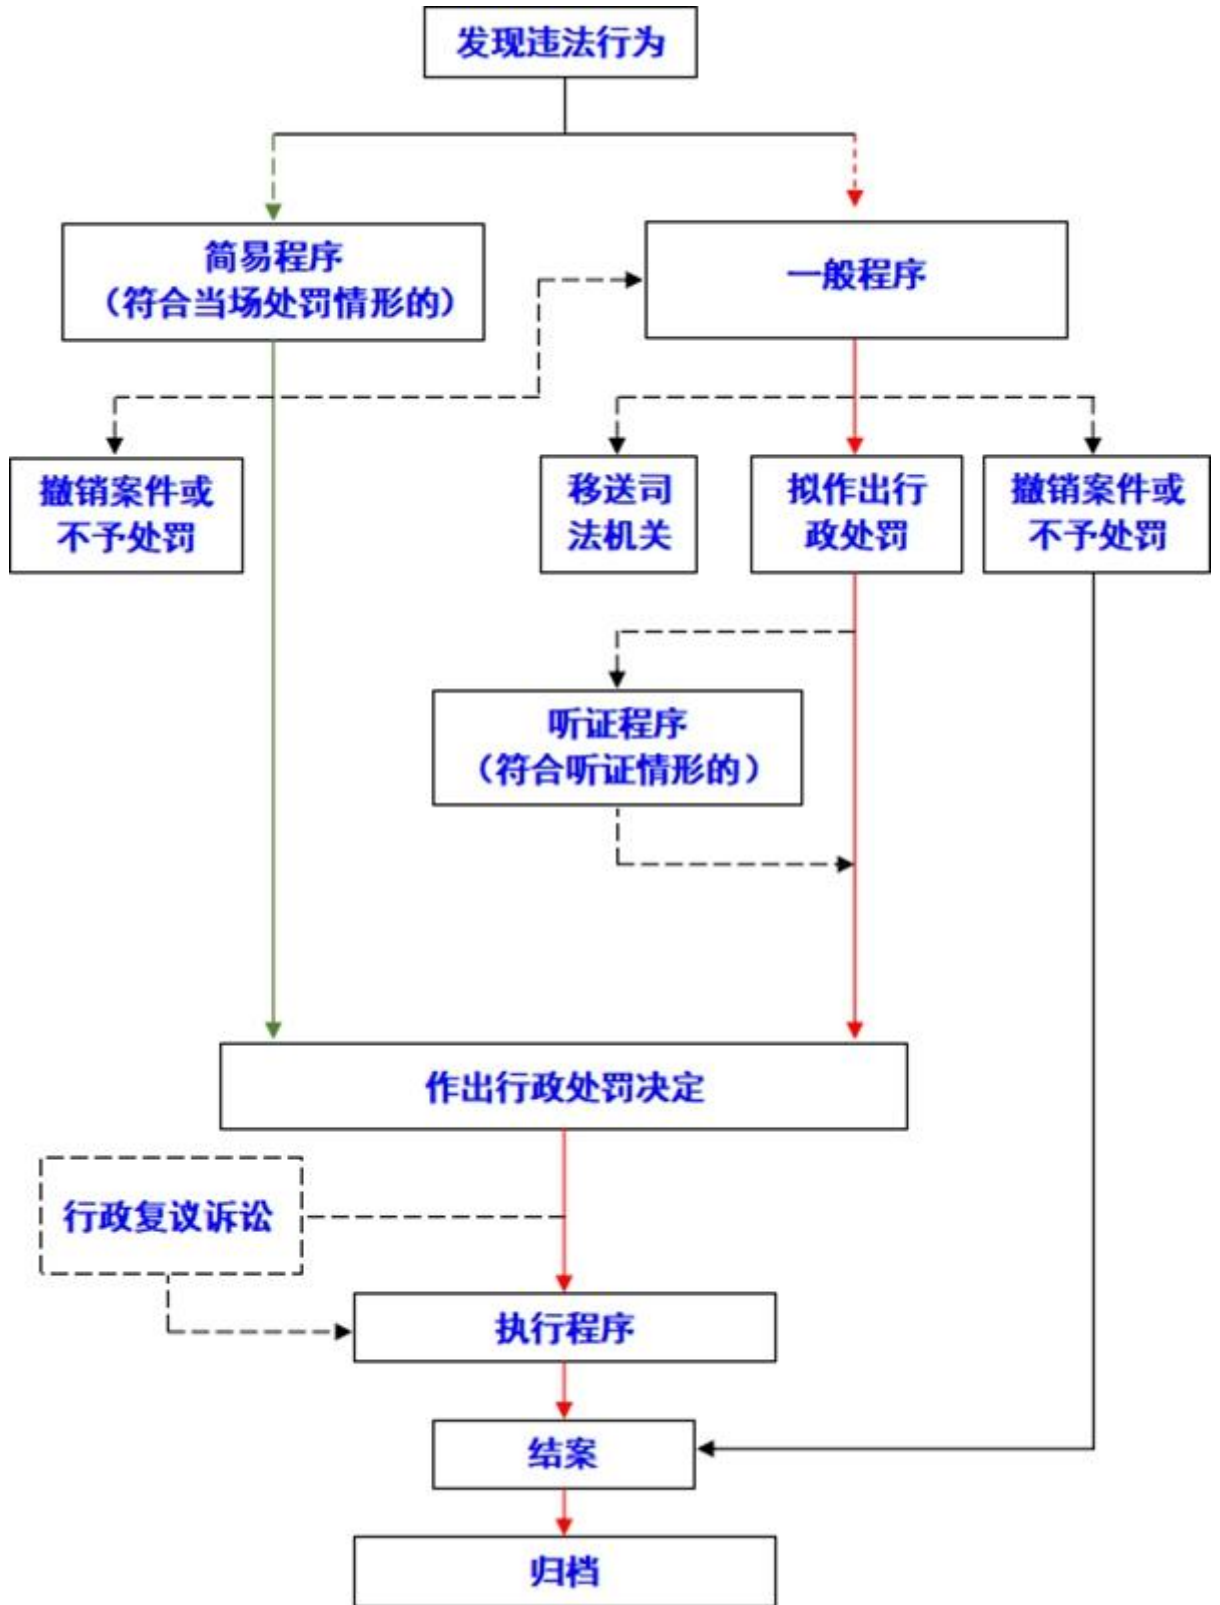 发现违法行为
简易程序
（符合当场处罚情形的）
一般程序
撤销案件或
不予处罚
移送司
法机关
拟作出行
政处罚
撤销案件或
不予处罚
听证程序
（符合听证情形的）
作出行政处罚决定
行政复议诉讼
执行程序
结案
归档